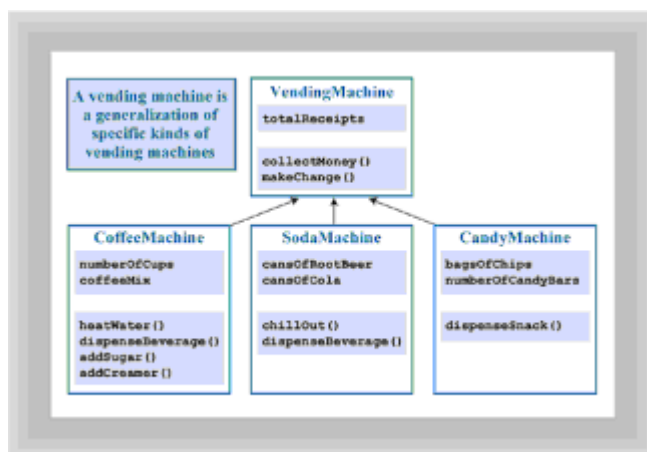 A vending machine is
a generalization of
specific kinds of
vending machines
VendingMachine
totalReceipts
collectMoney()
makeChange()
CoffeeMachine
numberOfCups
coffeeMix
heatWater()
dispenseBeverage()
addSugar()
addCreamer()
SodaMachine
cansOfRootBeer
cansOfCola
chillOut()
dispenseBeverage()
CandyMachine
bagsOfChips
numberOfCandyBars
dispenseSnack()